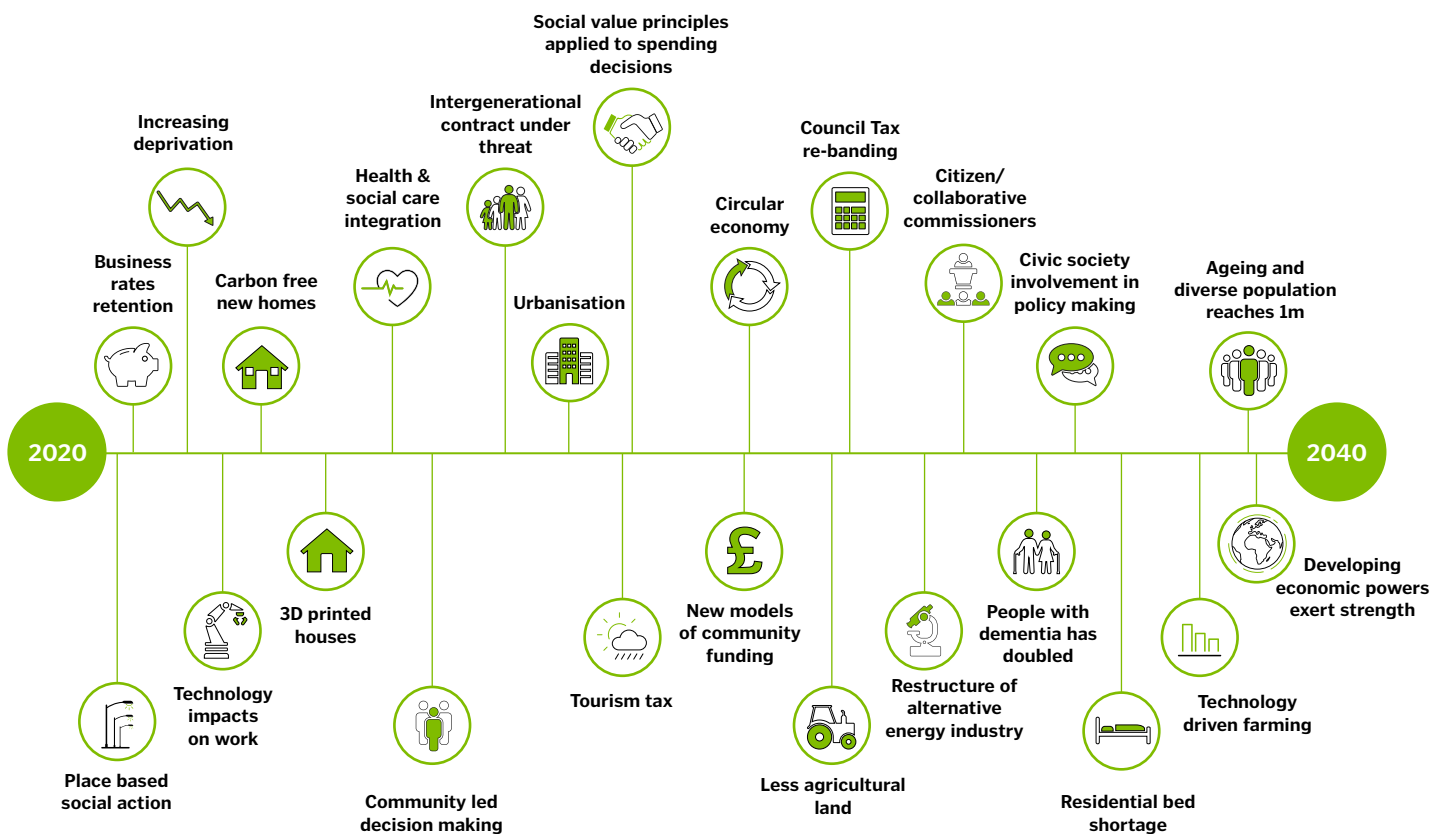 Social value principles
applied to spending
decisions
Increasing
deprivation
Intergenerational
contract under
threat
Council Tax
re-banding
Health &
social care
integration
Citizen/
collaborative
commissioners
Circular
economy
Business
rates
retention
Carbon free
new homes
Urbanisation
Civic society
involvement in
policy making
Ageing and
diverse population
reaches 1m
2020
2040
£
3D printed
houses
New models
of community
funding
People with
dementia has
doubled
Developing
economic powers
exert strength
Technology
impacts
on work
Tourism tax
Restructure of
alternative
energy industry
Technology
driven farming
Place based
social action
Community led
decision making
Less agricultural
land
Residential bed
shortage